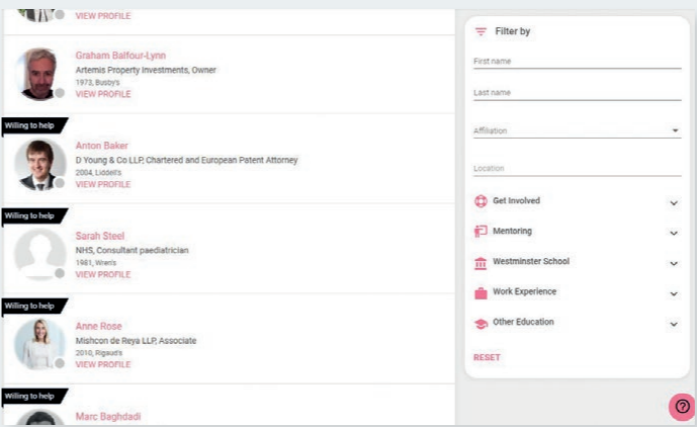 VIEW PROFILE
Graham Balfour-Lynn
Artemis Property Investments, Owner
1973, Busby's
VIEW PROFILE
Willing to help
Anton Baker
D Young & Co LLP, Chartered and European Patent Attorney
2004, Liddell's
VIEW PROFILE
Willing to help
Sarah Steel
NHS, Consultant paediatrician
1981, Wren's
VIEW PROFILE
Willing to help
Anne Rose
Mishcon de Reya LLP, Associate
2010, Rigaud's
VIEW PROFILE
Willing to help
Marc Baghdadi
Filter by
First name
Last name
Affiliation
Location
Get Involved
Mentoring
Westminster School
Work Experience
Other Education
RESET